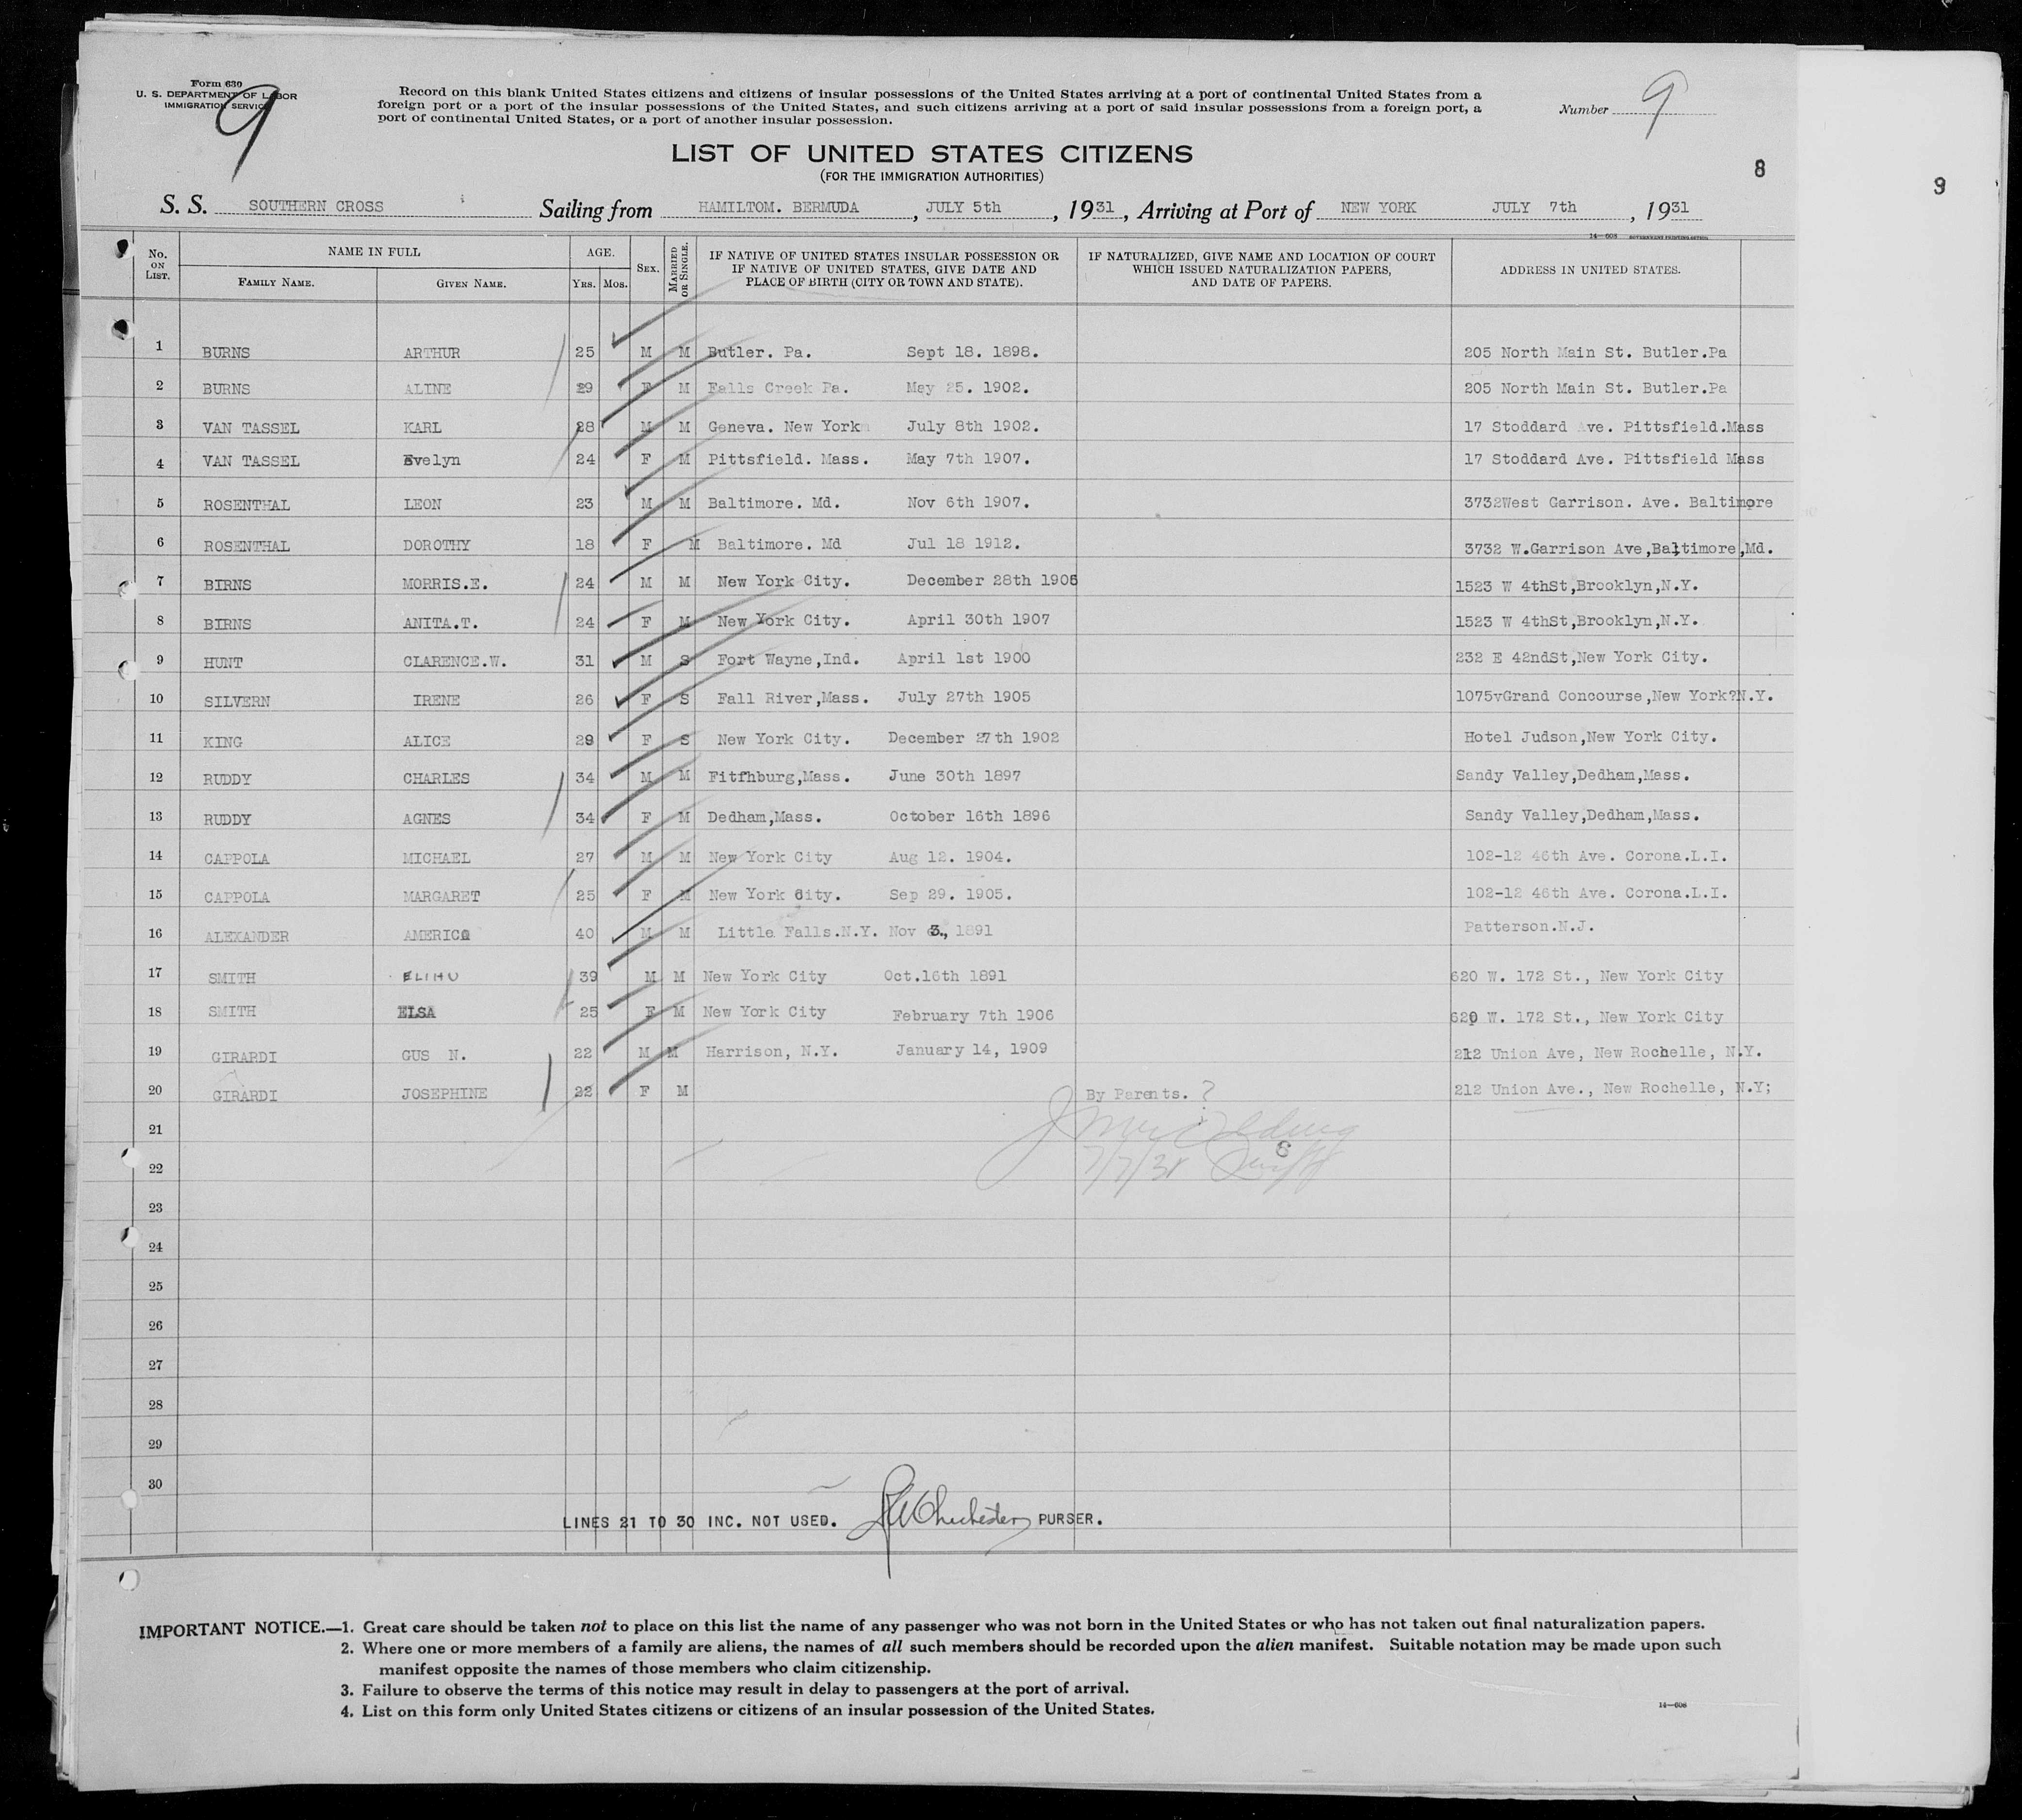 Form 630
U. S. DEPARTMENT OF LABOR
IMMIGRATION SERVICE
9
Record on this blank United States citizens and citizens of insular possessions of the United States arriving at a port of continental United States from a
foreign port or a port of the insular possessions of the United States, and such citizens arriving at a port of said insular possessions from a foreign port, a
port of continental United States, or a port of another insular possession.
Number 9
LIST OF UNITED STATES CITIZENS
(FOR THE IMMIGRATION AUTHORITIES)
8
9
S. S. SOUTHERN CROSS Sailing from HAMILTOM. BERMUDA, JULY 5th, 1931, Arriving at Port of NEW YORK JULY 7th, 1931
14—608 GOVERNMENT PRINTING OFFICE
No. ON LIST. NAME IN FULL FAMILY NAME. GIVEN NAME. AGE. YRS. MOS. SEX. MARRIED OR SINGLE. IF NATIVE OF UNITED STATES INSULAR POSSESSION OR IF NATIVE OF UNITED STATES, GIVE DATE AND PLACE OF BIRTH (CITY OR TOWN AND STATE). IF NATURALIZED, GIVE NAME AND LOCATION OF COURT WHICH ISSUED NATURALIZATION PAPERS, AND DATE OF PAPERS. ADDRESS IN UNITED STATES.
1 BURNS ARTHUR 25 M M Butler. Pa. Sept 18. 1898. 205 North Main St. Butler.Pa
2 BURNS ALINE 29 F M Falls Creek Pa. May 25. 1902. 205 North Main St. Butler.Pa
3 VAN TASSEL KARL 28 M M Geneva. New York July 8th 1902. 17 Stoddard Ave. Pittsfield.Mass
4 VAN TASSEL Evelyn 24 F M Pittsfield. Mass. May 7th 1907. 17 Stoddard Ave. Pittsfield Mass
5 ROSENTHAL LEON 23 M M Baltimore. Md. Nov 6th 1907. 3732West Garrison. Ave. Baltimore
6 ROSENTHAL DOROTHY 18 F M Baltimore. Md Jul 18 1912. 3732 W.Garrison Ave,Baltimore,Md.
7 BIRNS MORRIS.E. 24 M M New York City. December 28th 1906 1523 W 4thSt,Brooklyn,N.Y.
8 BIRNS ANITA.T. 24 F M New York City. April 30th 1907 1523 W 4thSt,Brooklyn,N.Y.
9 HUNT CLARENCE.W. 31 M S Fort Wayne,Ind. April 1st 1900 232 E 42ndSt,New York City.
10 SILVERN IRENE 26 F S Fall River,Mass. July 27th 1905 1075vGrand Concourse,New York?N.Y.
11 KING ALICE 28 F S New York City. December 27th 1902 Hotel Judson,New York City.
12 RUDDY CHARLES 34 M M Fitfhburg,Mass. June 30th 1897 Sandy Valley,Dedham,Mass.
13 RUDDY AGNES 34 F M Dedham,Mass. October 16th 1896 Sandy Valley,Dedham,Mass.
14 CAPPOLA MICHAEL 27 M M New York City Aug 12. 1904. 102-12 46th Ave. Corona.L.I.
15 CAPPOLA MARGARET 25 F M New York City. Sep 29. 1905. 102-12 46th Ave. Corona.L.I.
16 ALEXANDER AMERICO 40 M M Little Falls.N.Y. Nov 3., 1891 Patterson.N.J.
17 SMITH ELIHU 39 M M New York City Oct.16th 1891 620 W. 172 St., New York City
18 SMITH ELSA 25 F M New York City February 7th 1906 620 W. 172 St., New York City
19 GIRARDI GUS N. 22 M M Harrison, N.Y. January 14, 1909 212 Union Ave, New Rochelle, N.Y.
20 GIRARDI JOSEPHINE 22 F M By Parents. ? 212 Union Ave., New Rochelle, N.Y;
21
22 7/7/31 6
23
24
25
26
27
28
29
30
LINES 21 TO 30 INC. NOT USED. Chichester PURSER.
IMPORTANT NOTICE.—1. Great care should be taken not to place on this list the name of any passenger who was not born in the United States or who has not taken out final naturalization papers.
2. Where one or more members of a family are aliens, the names of all such members should be recorded upon the alien manifest. Suitable notation may be made upon such
manifest opposite the names of those members who claim citizenship.
3. Failure to observe the terms of this notice may result in delay to passengers at the port of arrival.
4. List on this form only United States citizens or citizens of an insular possession of the United States.
14—608